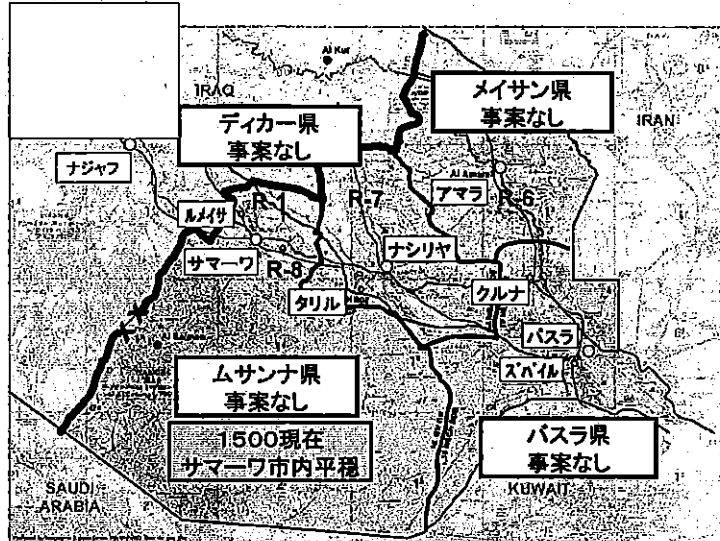 Al Kut
IRAQ
メイサン県
事案なし
IRAN
ディカー県
事案なし
ナジャフ
アマラ
R-6
R-1
R-7
ルメイサ
サマーワ
R-8
ナシリヤ
タリル
クルナ
バスラ
ズバイル
ムサンナ県
事案なし
1500現在
サマーワ市内平穏
バスラ県
事案なし
SAUDI
ARABIA
KUWAIT